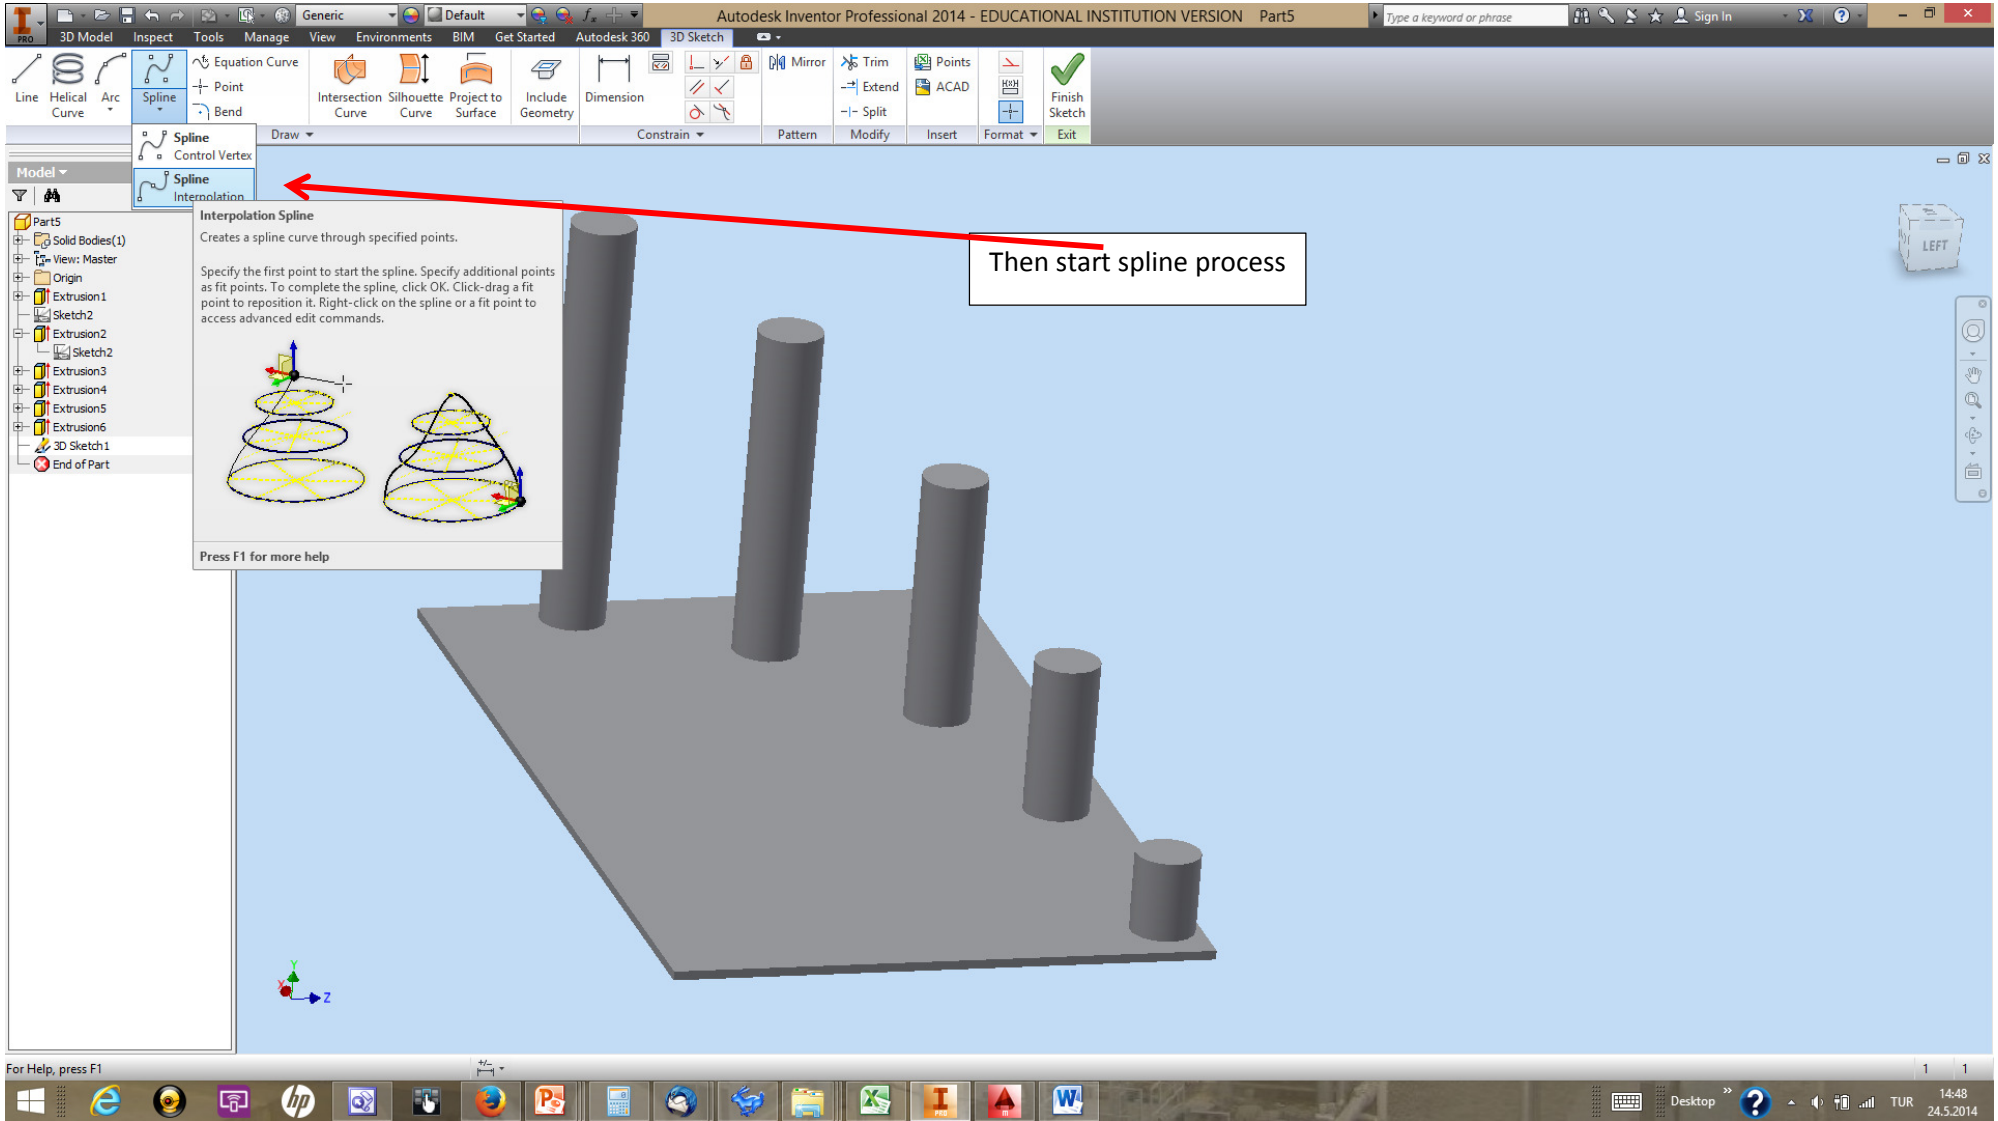 Generic
Default
Autodesk Inventor Professional 2014 - EDUCATIONAL INSTITUTION VERSION Part5
Type a keyword or phrase
Sign In
PRO
3D Model Inspect Tools Manage View Environments BIM Get Started Autodesk 360 3D Sketch
Line
Helical Curve
Arc
Spline
Equation Curve
Point
Bend
Intersection Curve
Silhouette Curve
Project to Surface
Include Geometry
Dimension
Mirror
Trim
Extend
Split
Points
ACAD
Finish Sketch
Draw
Constrain
Pattern
Modify
Insert
Format
Exit
Spline
Control Vertex
Spline
Interpolation
Model
Part5
Solid Bodies(1)
View: Master
Origin
Extrusion1
Sketch2
Extrusion2
Sketch2
Extrusion3
Extrusion4
Extrusion5
Extrusion6
3D Sketch1
End of Part
Interpolation Spline
Creates a spline curve through specified points.
Specify the first point to start the spline. Specify additional points
as fit points. To complete the spline, click OK. Click-drag a fit
point to reposition it. Right-click on the spline or a fit point to
access advanced edit commands.
Press F1 for more help
Then start spline process
LEFT
Y
X
Z
For Help, press F1
1 1
Desktop
TUR
14:48
24.5.2014